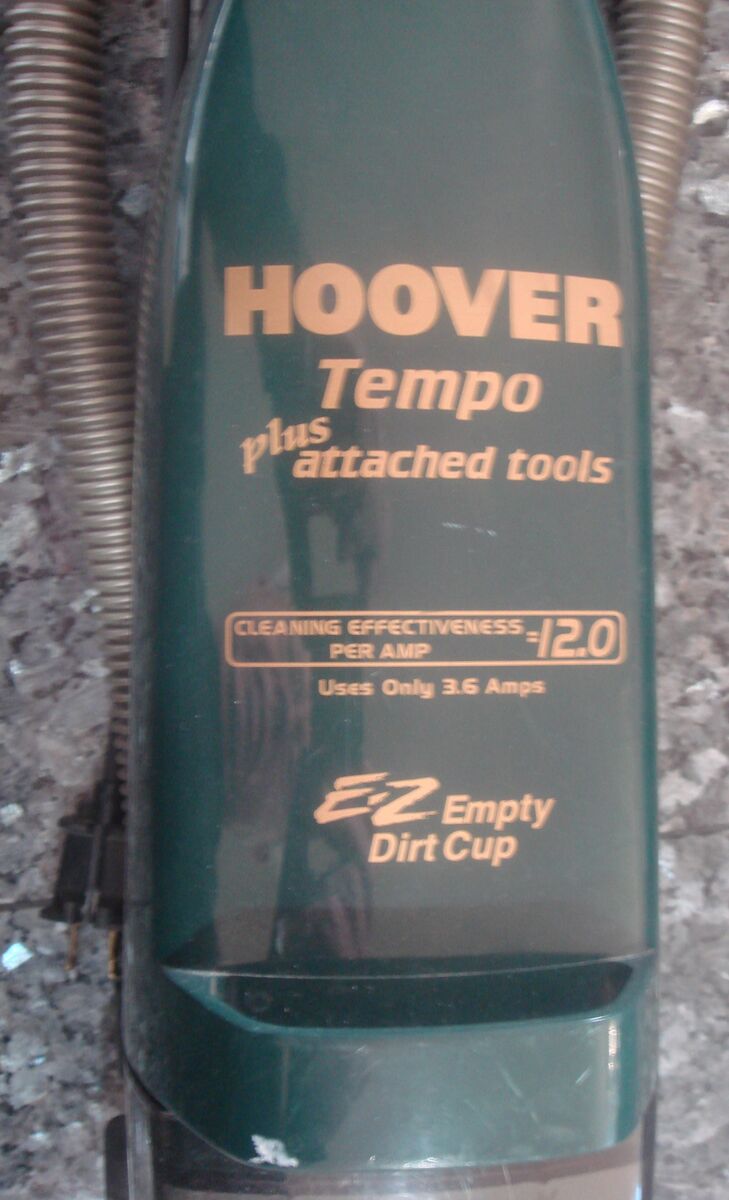 HOOVER
Tempo
plus
attached tools
CLEANING EFFECTIVENESS
PER AMP
=12.0
Uses Only 3.6 Amps
E-Z Empty
Dirt Cup